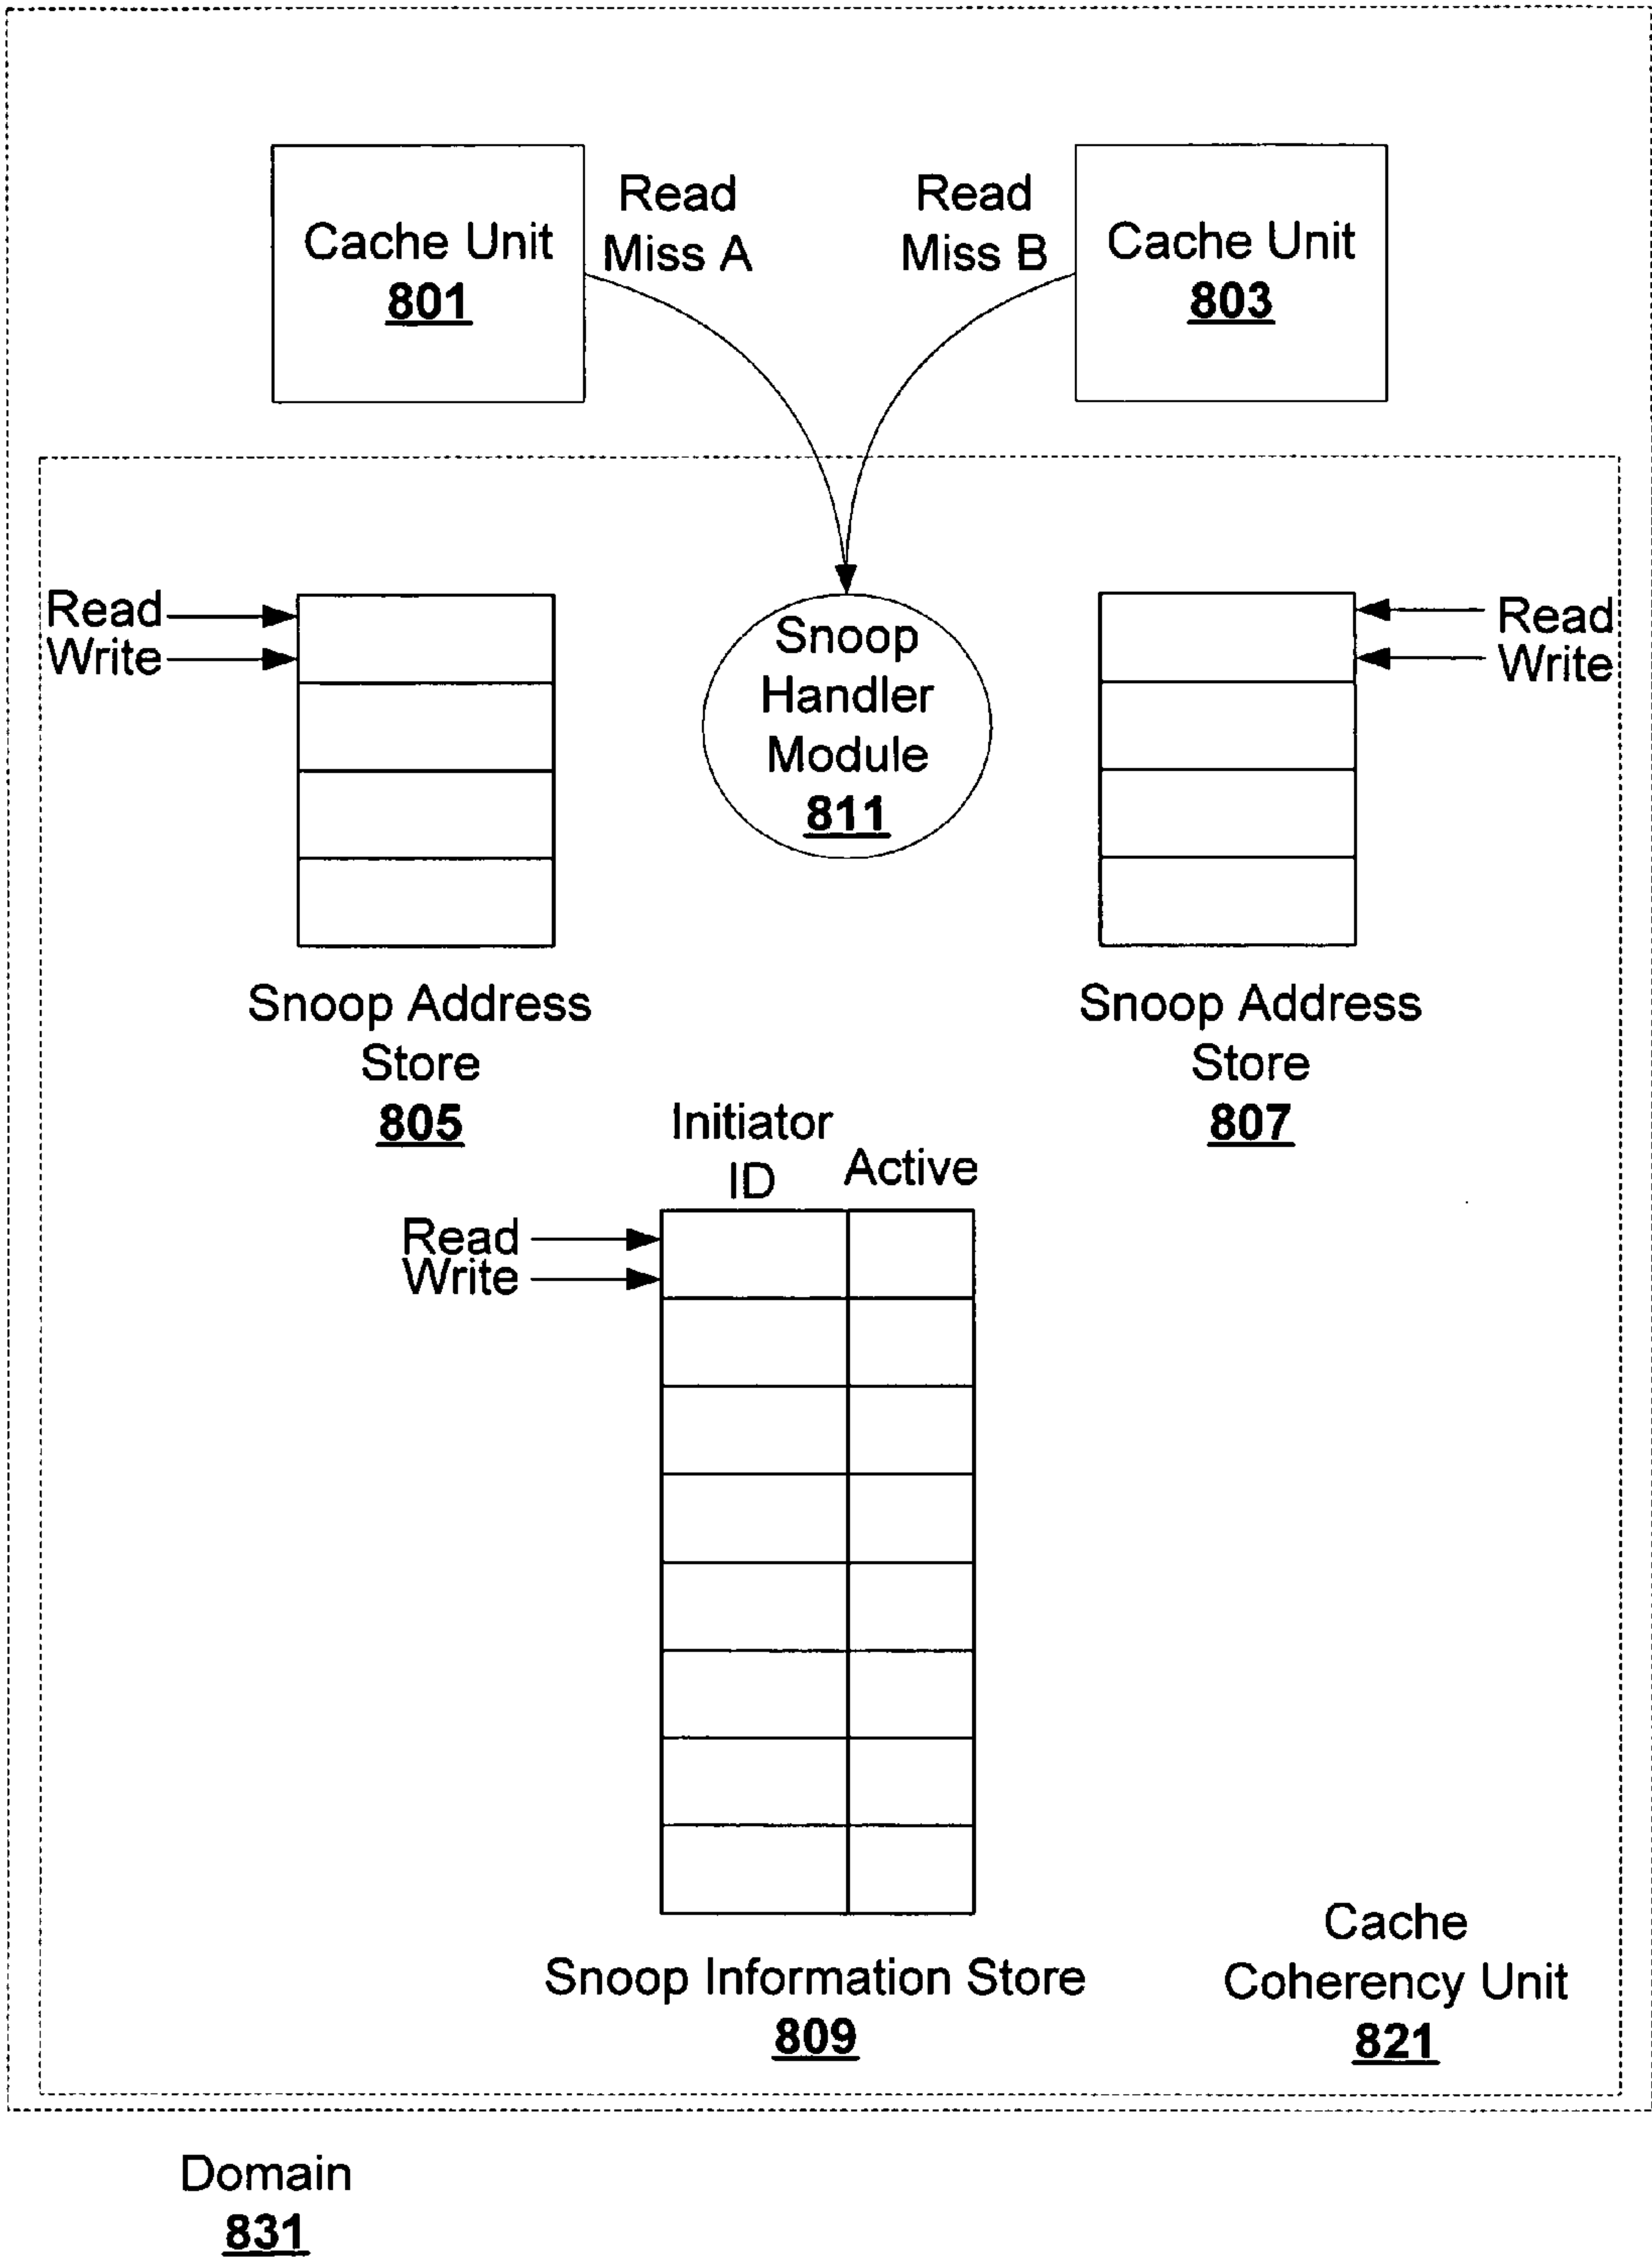 Cache Unit
801
Read
Miss A
Read
Miss B
Cache Unit
803
Read
Write
Snoop
Handler
Module
811
Read
Write
Snoop Address
Store
805
Snoop Address
Store
807
Initiator
ID
Active
Read
Write
Snoop Information Store
809
Cache
Coherency Unit
821
Domain
831